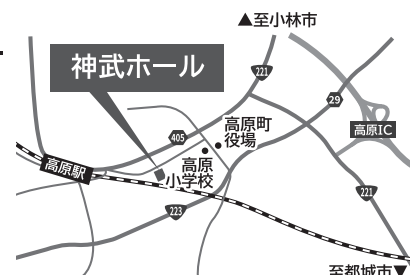 ▲至小林市
神武ホール
221
29
高原町
役場
高原IC
405
高原
小学校
高原駅
221
223
至都城市▼